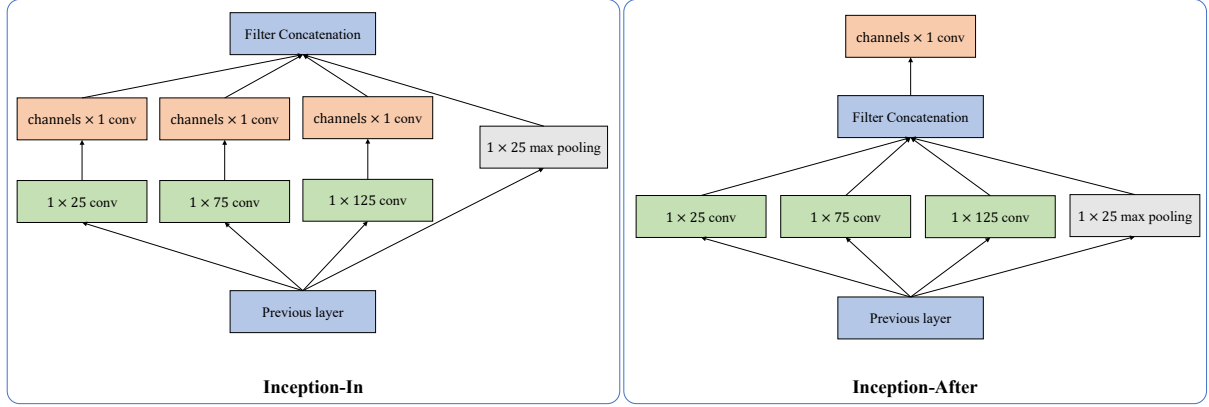 Filter Concatenation
channels × 1 conv
channels × 1 conv
channels × 1 conv
1 × 25 max pooling
1 × 25 conv
1 × 75 conv
1 × 125 conv
Previous layer
Inception-In
channels × 1 conv
Filter Concatenation
1 × 25 conv
1 × 75 conv
1 × 125 conv
1 × 25 max pooling
Previous layer
Inception-After